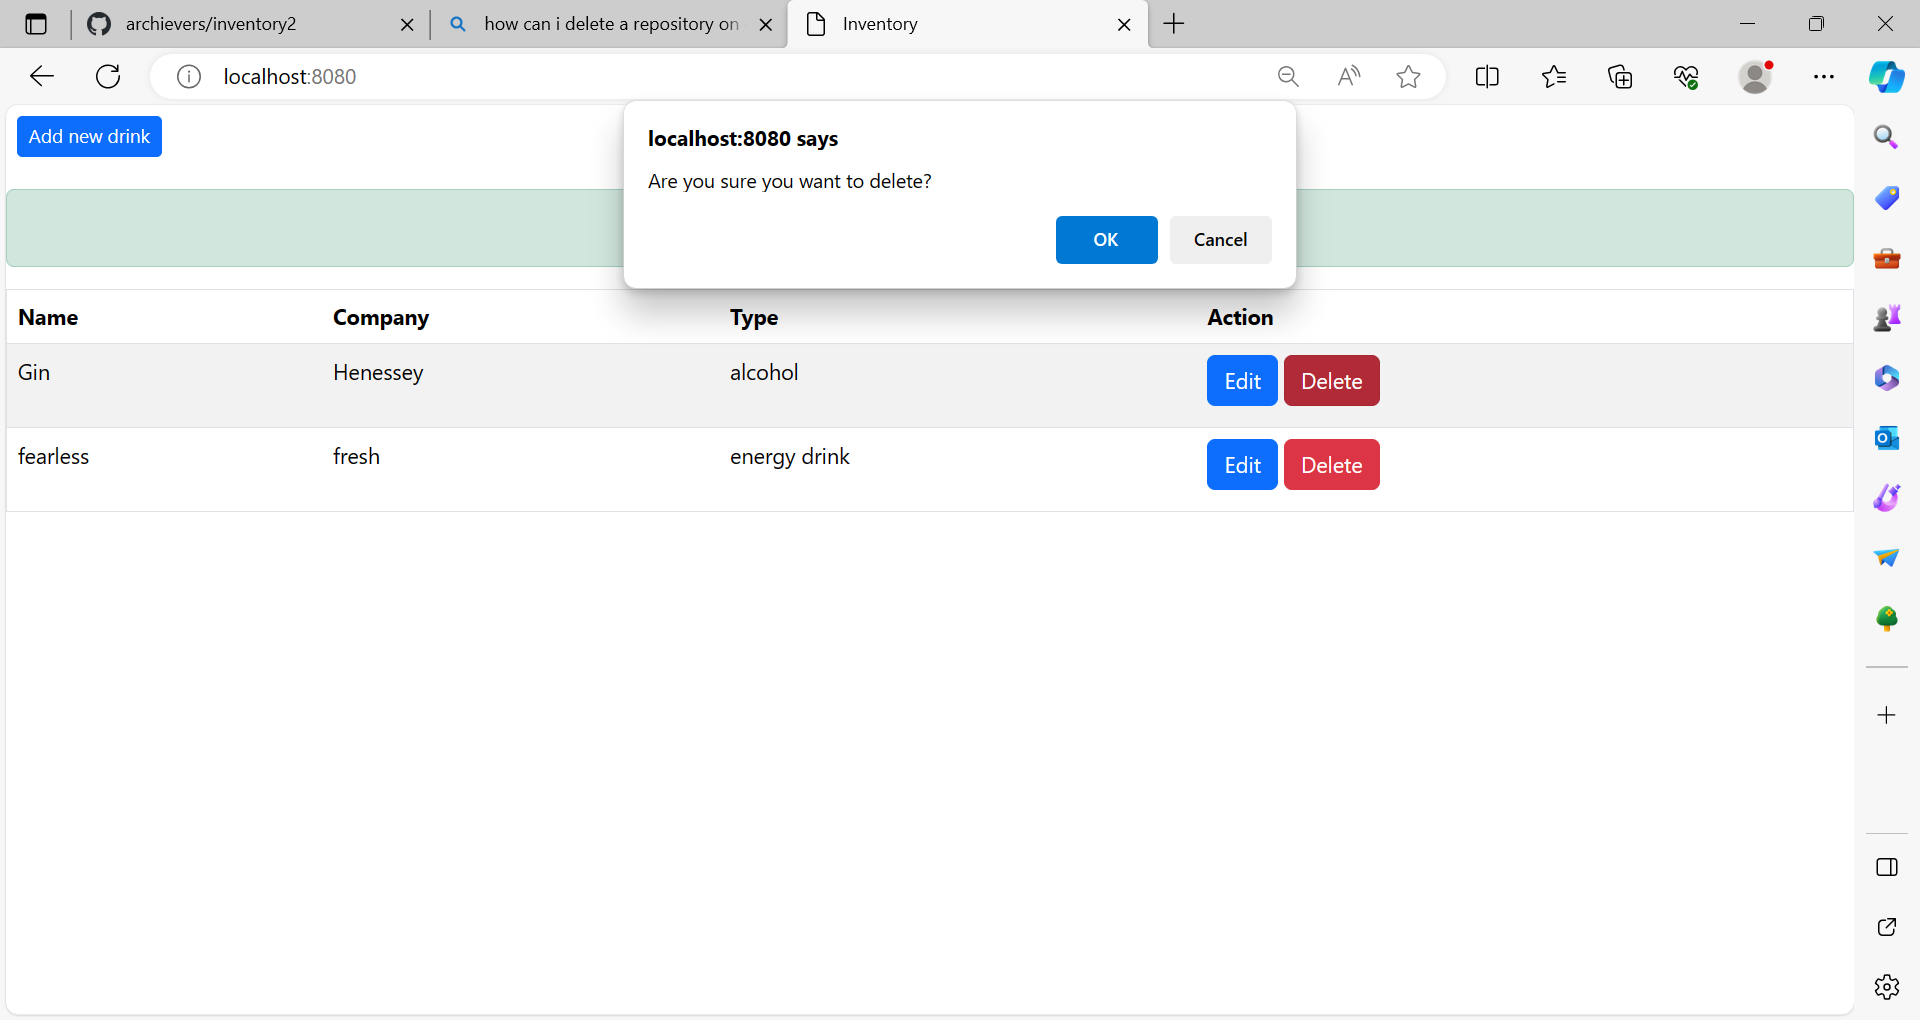 archievers/inventory2
how can i delete a repository on
Inventory
localhost:8080
Add new drink
localhost:8080 says
Are you sure you want to delete?
OK Cancel
Name Company Type Action
Gin Henessey alcohol Edit Delete
fearless fresh energy drink Edit Delete